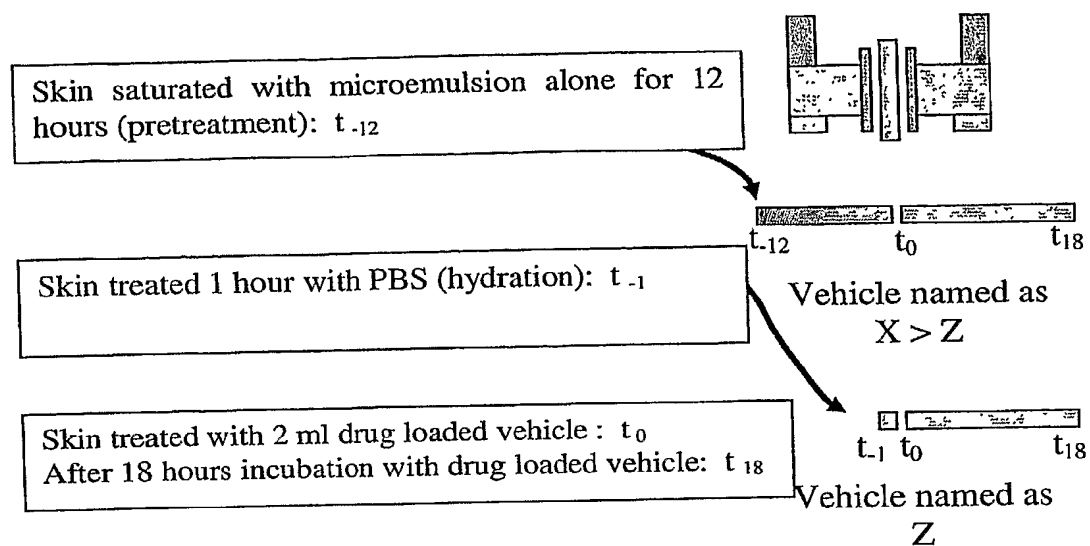 Skin saturated with microemulsion alone for 12
hours (pretreatment): t -12
t-12 t0 t18
Skin treated 1 hour with PBS (hydration): t -1
Vehicle named as
X > Z
Skin treated with 2 ml drug loaded vehicle : t0
After 18 hours incubation with drug loaded vehicle: t 18
t-1 t0 t18
Vehicle named as
Z